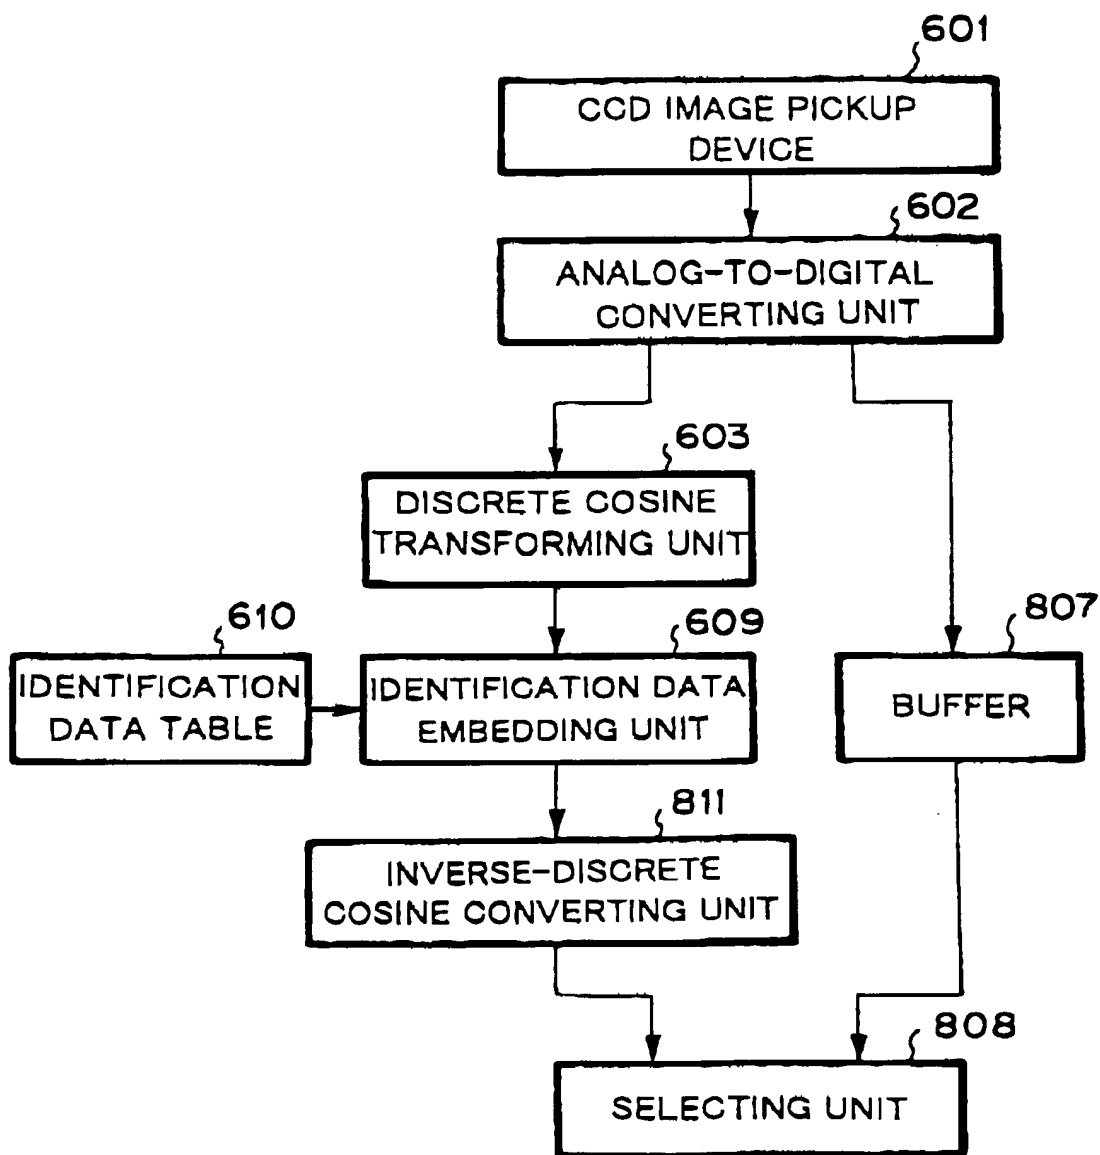 601
CCD IMAGE PICKUP
DEVICE
602
ANALOG-TO-DIGITAL
CONVERTING UNIT
603
DISCRETE COSINE
TRANSFORMING UNIT
610
IDENTIFICATION
DATA TABLE
609
IDENTIFICATION DATA
EMBEDDING UNIT
807
BUFFER
811
INVERSE-DISCRETE
COSINE CONVERTING UNIT
808
SELECTING UNIT